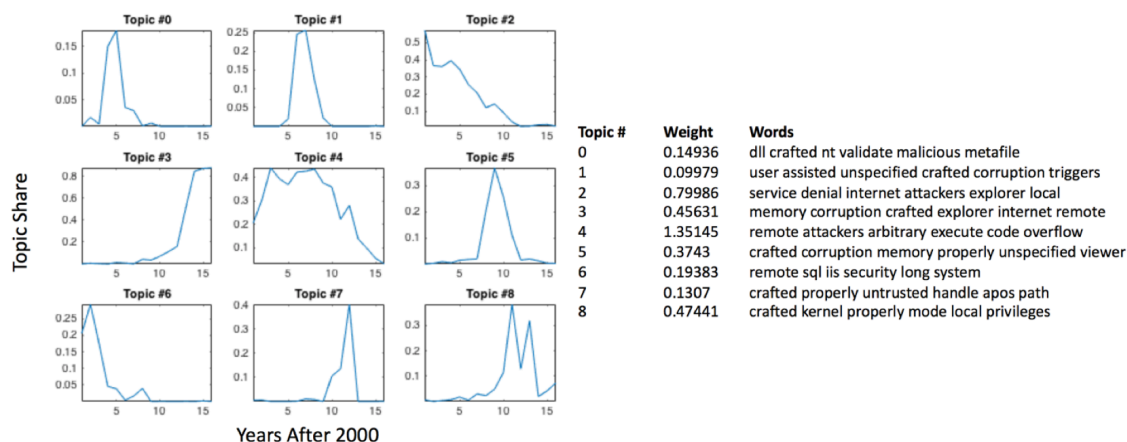 Topic #0 Topic #1 Topic #2
0.15 0.1 0.05 5 10 15
0.25 0.2 0.15 0.1 0.05 5 10 15
0.5 0.4 0.3 0.2 0.1 5 10 15
Topic #3 Topic #4 Topic #5
0.8 0.6 0.4 0.2 5 10 15
0.4 0.3 0.2 0.1 5 10 15
0.3 0.2 0.1 5 10 15
Topic #6 Topic #7 Topic #8
0.25 0.2 0.15 0.1 0.05 5 10 15
0.4 0.3 0.2 0.1 5 10 15
0.3 0.2 0.1 5 10 15
Topic Share
Years After 2000
Topic # Weight Words
0 0.14936 dll crafted nt validate malicious metafile
1 0.09979 user assisted unspecified crafted corruption triggers
2 0.79986 service denial internet attackers explorer local
3 0.45631 memory corruption crafted explorer internet remote
4 1.35145 remote attackers arbitrary execute code overflow
5 0.3743 crafted corruption memory properly unspecified viewer
6 0.19383 remote sql iis security long system
7 0.1307 crafted properly untrusted handle apos path
8 0.47441 crafted kernel properly mode local privileges